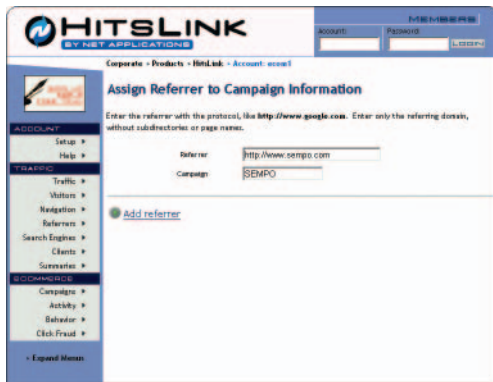 HITSLINK
BY NET APPLICATIONS
MEMBERS
Account:
Password:
LOGIN
Corporate » Products » HitsLink » Account:
Assign Referrer to Campaign Information
Enter the referrer with the protocol, like http://www.google.com. Enter only the referring domain,
without subdirectories or page names.
Referrer http://www.sempo.com
Campaign SEMPO
Add referrer
ACCOUNT
Setup
Help
TRAFFIC
Traffic
Visitors
Navigation
Referrers
Search Engines
Clients
Summaries
ECOMMERCE
Campaigns
Activity
Behavior
Click Fraud
Expand Menus